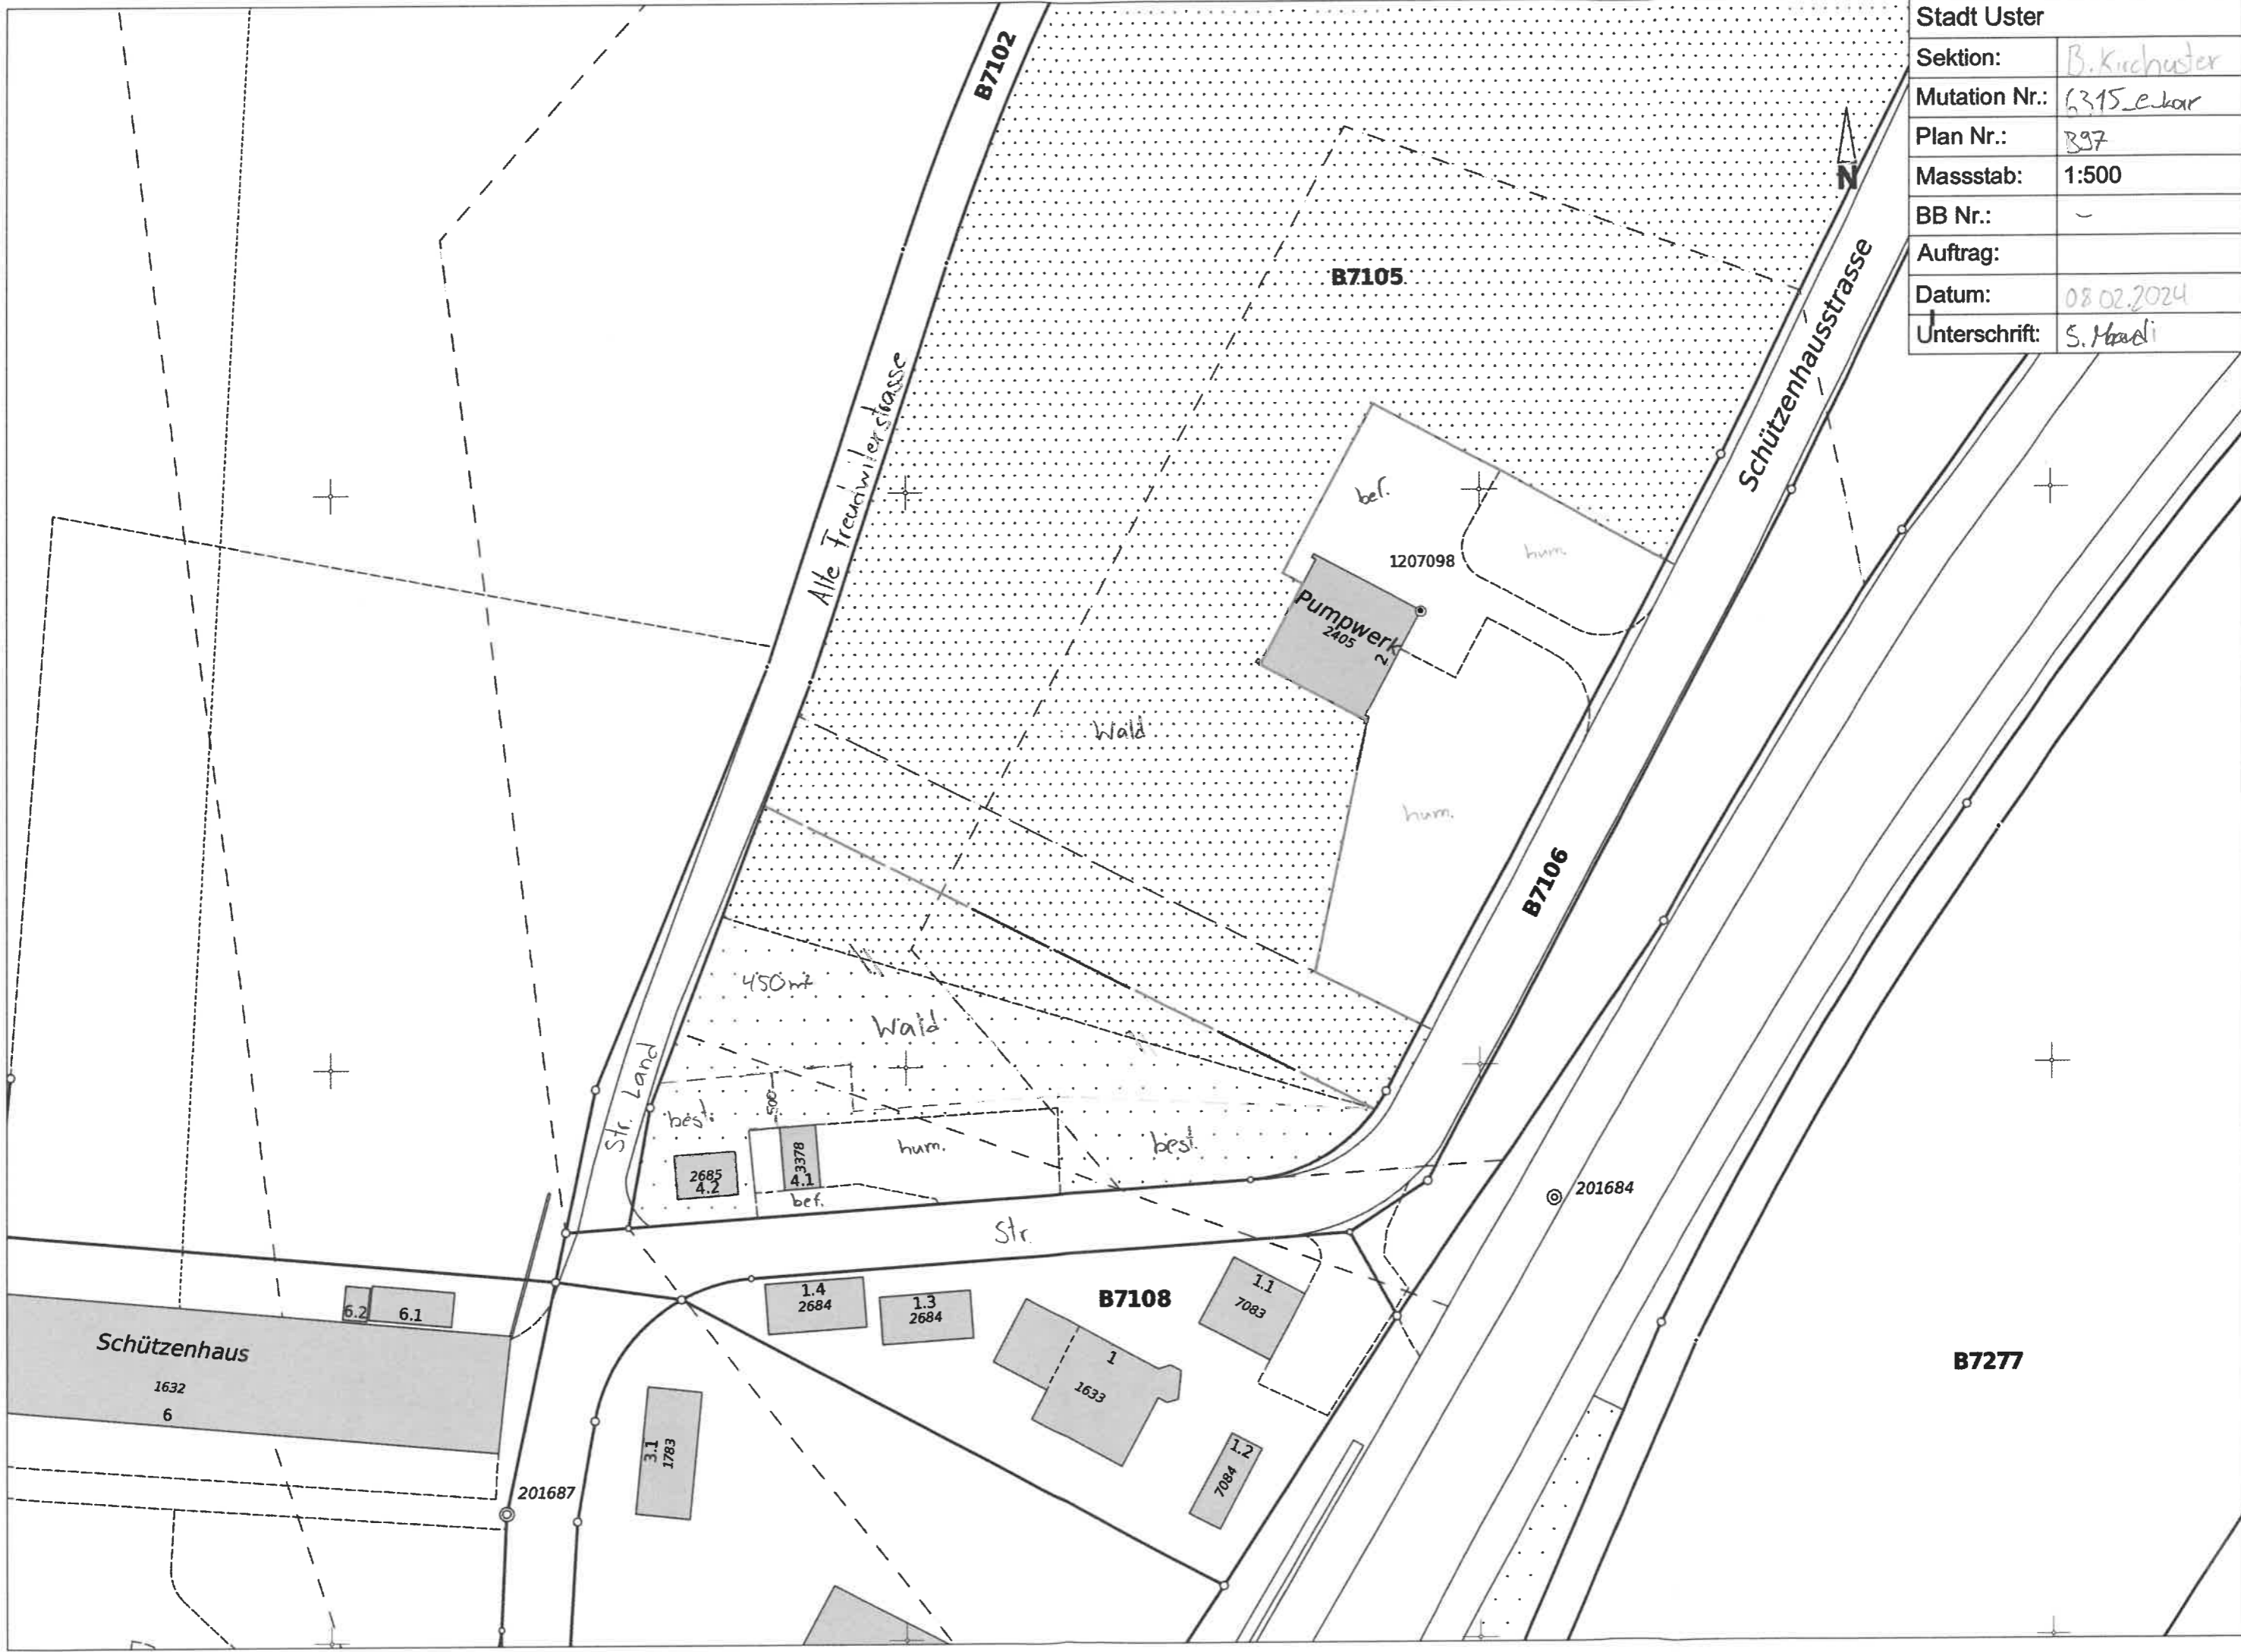 Stadt Uster
Sektion: B. Kirchuster
Mutation Nr.: 6315_e_kar
Plan Nr.: B97
Massstab: 1:500
BB Nr.: –
Auftrag:
Datum: 08.02.2024
Unterschrift: S.
B7102
N
B7105
Schützenhausstrasse
Alte Freudwilerstrasse
bef.
hum.
1207098
Pumpwerk
2405
2
Wald
hum.
B7106
450m²
Wald
Str. Land
best.
500
hum.
best.
3378
4.1
2685
4.2
bef.
201684
Str.
1.4
2684
1.3
2684
B7108
1.1
7083
6.2
6.1
Schützenhaus
1632
6
1
1633
B7277
3.1
1783
1.2
7084
201687